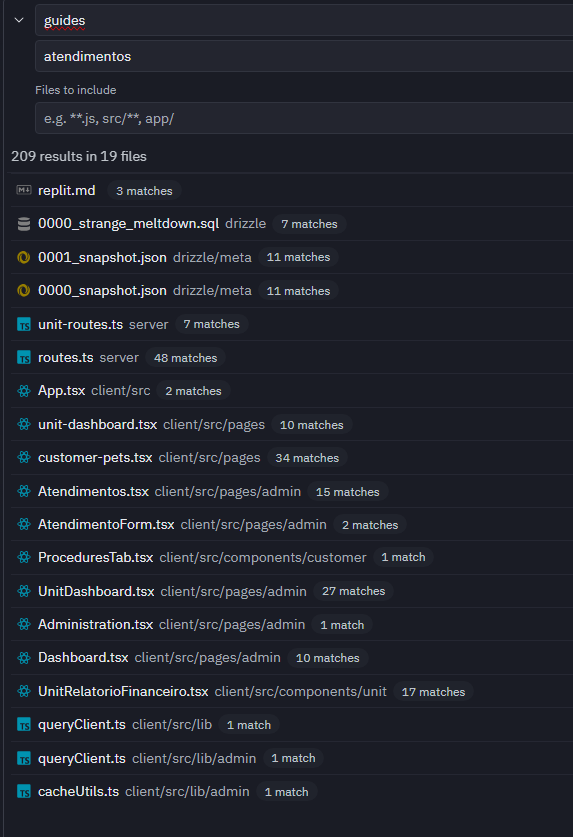 guides
atendimentos
Files to include
e.g. **.js, src/**, app/
209 results in 19 files
replit.md 3 matches
0000_strange_meltdown.sql drizzle 7 matches
0001_snapshot.json drizzle/meta 11 matches
0000_snapshot.json drizzle/meta 11 matches
TS unit-routes.ts server 7 matches
TS routes.ts server 48 matches
App.tsx client/src 2 matches
unit-dashboard.tsx client/src/pages 10 matches
customer-pets.tsx client/src/pages 34 matches
Atendimentos.tsx client/src/pages/admin 15 matches
AtendimentoForm.tsx client/src/pages/admin 2 matches
ProceduresTab.tsx client/src/components/customer 1 match
UnitDashboard.tsx client/src/pages/admin 27 matches
Administration.tsx client/src/pages/admin 1 match
Dashboard.tsx client/src/pages/admin 10 matches
UnitRelatorioFinanceiro.tsx client/src/components/unit 17 matches
TS queryClient.ts client/src/lib 1 match
TS queryClient.ts client/src/lib/admin 1 match
TS cacheUtils.ts client/src/lib/admin 1 match